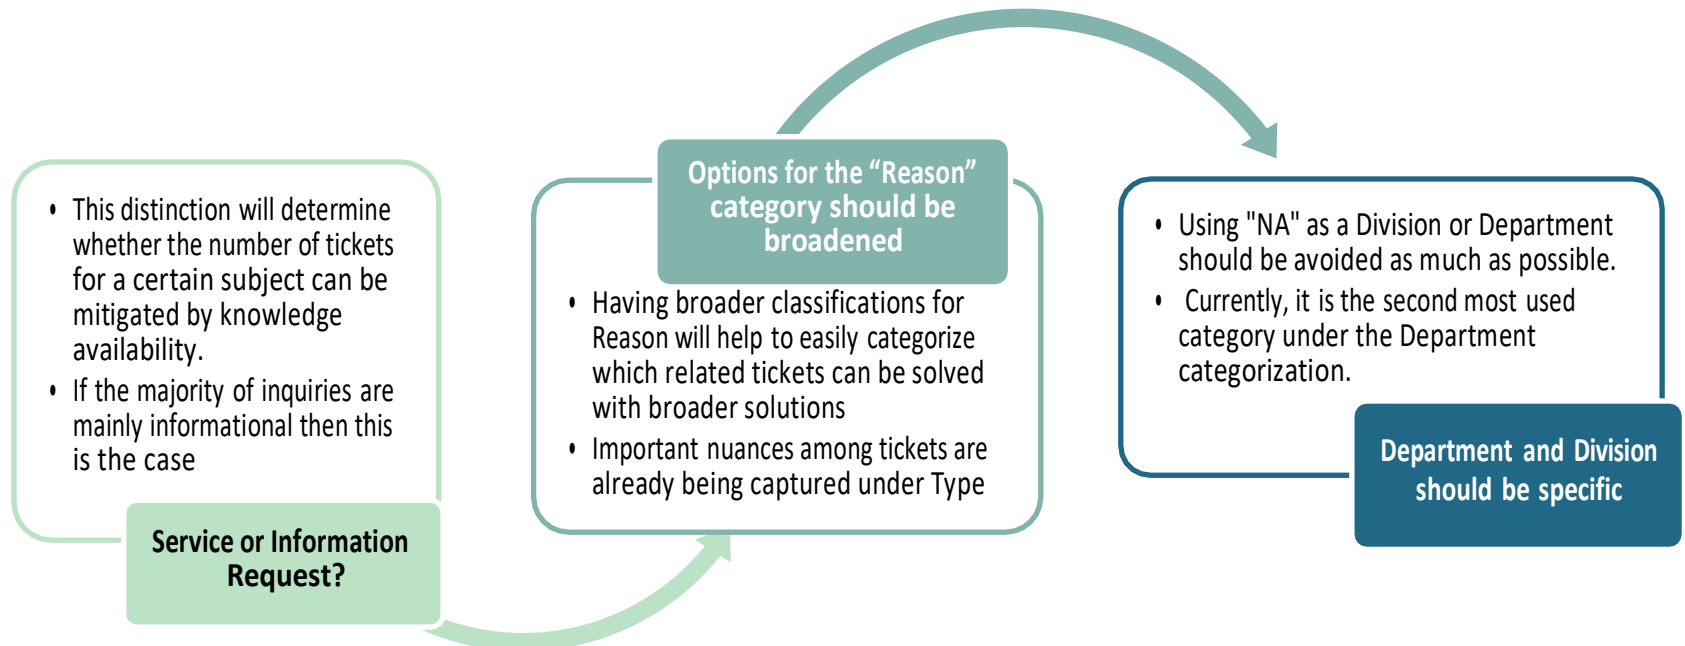 • This distinction will determine
whether the number of tickets
for a certain subject can be
mitigated by knowledge
availability.
• If the majority of inquiries are
mainly informational then this
is the case
Service or Information
Request?
Options for the “Reason”
category should be
broadened
• Having broader classifications for
Reason will help to easily categorize
which related tickets can be solved
with broader solutions
• Important nuances among tickets are
already being captured under Type
• Using "NA" as a Division or Department
should be avoided as much as possible.
• Currently, it is the second most used
category under the Department
categorization.
Department and Division
should be specific